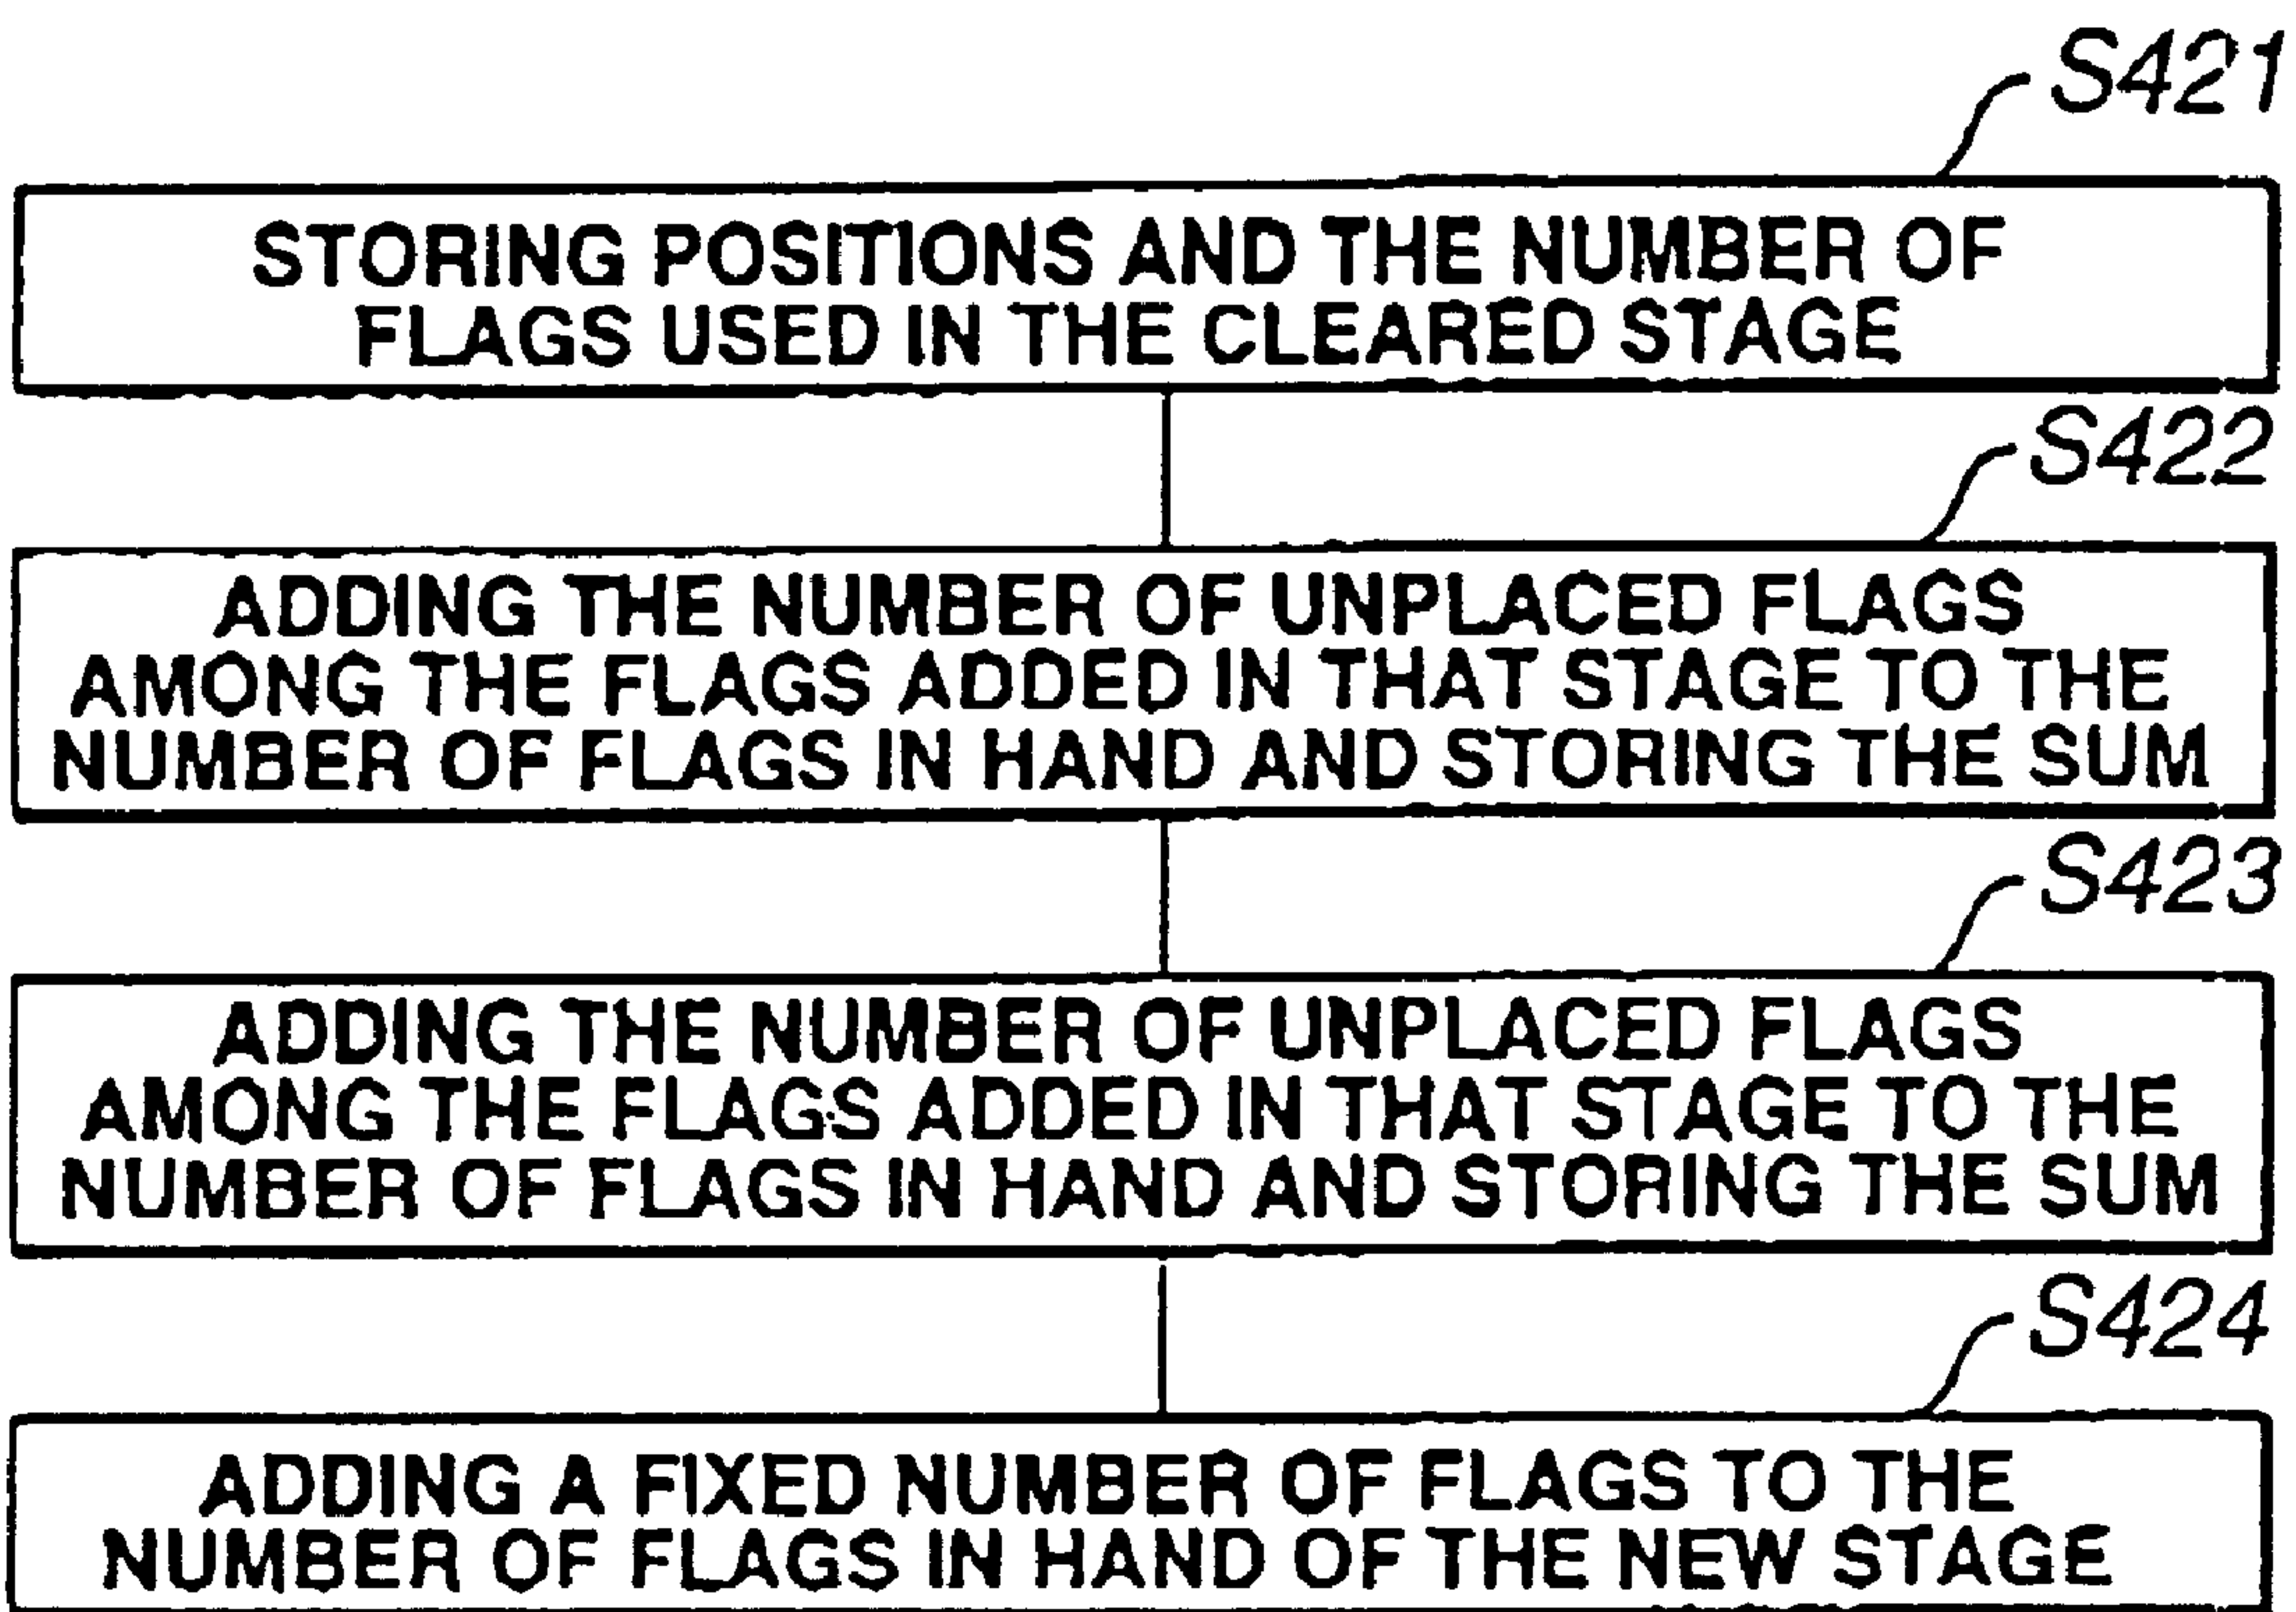 S421
STORING POSITIONS AND THE NUMBER OF
FLAGS USED IN THE CLEARED STAGE
S422
ADDING THE NUMBER OF UNPLACED FLAGS
AMONG THE FLAGS ADDED IN THAT STAGE TO THE
NUMBER OF FLAGS IN HAND AND STORING THE SUM
S423
ADDING THE NUMBER OF UNPLACED FLAGS
AMONG THE FLAGS ADDED IN THAT STAGE TO THE
NUMBER OF FLAGS IN HAND AND STORING THE SUM
S424
ADDING A FIXED NUMBER OF FLAGS TO THE
NUMBER OF FLAGS IN HAND OF THE NEW STAGE